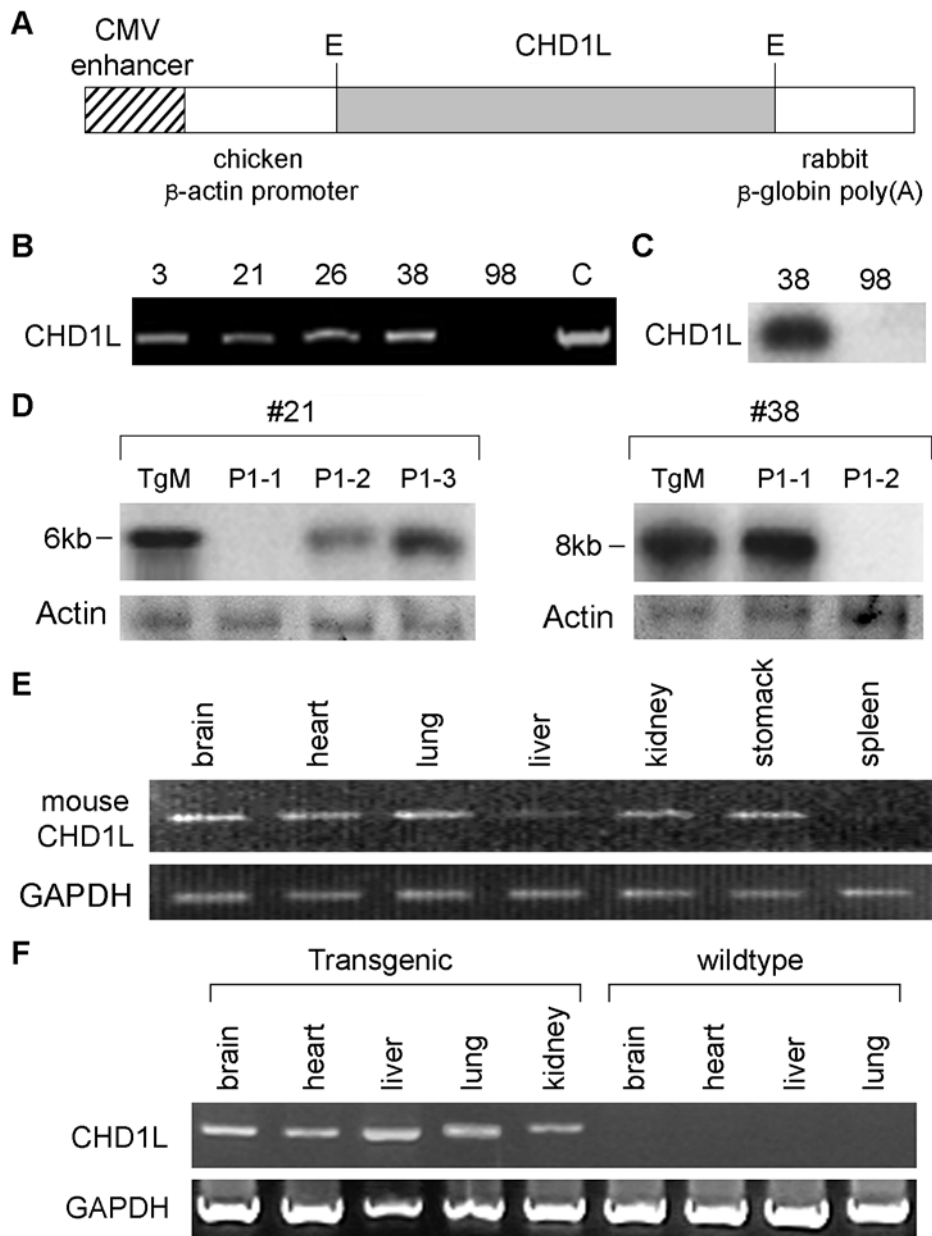 A
CMV
enhancer
E
CHD1L
E
chicken
β-actin promoter
rabbit
β-globin poly(A)
B
3 21 26 38 98 C
CHD1L
C
38 98
CHD1L
D
#21
TgM P1-1 P1-2 P1-3
6kb
Actin
#38
TgM P1-1 P1-2
8kb
Actin
E
brain heart lung liver kidney stomack spleen
mouse
CHD1L
GAPDH
F
Transgenic wildtype
brain heart liver lung kidney brain heart liver lung
CHD1L
GAPDH